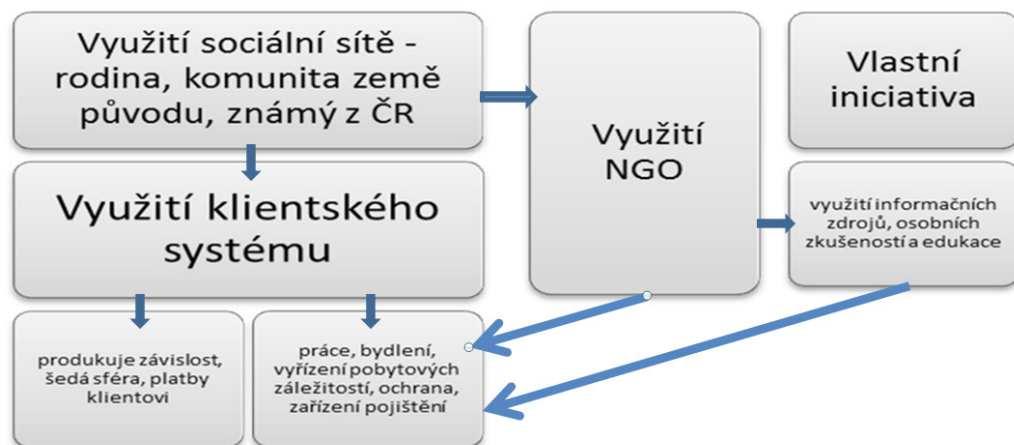 Využití sociální sítě -
rodina, komunita země
původu, známý z ČR
Využití klientského
systému
produkuje závislost,
šedá sféra, platby
klientovi
práce, bydlení,
vyřízení pobytových
záležitostí, ochrana,
zařízení pojištění
Využití
NGO
Vlastní
iniciativa
využití informačních
zdrojů, osobních
zkušeností a edukace